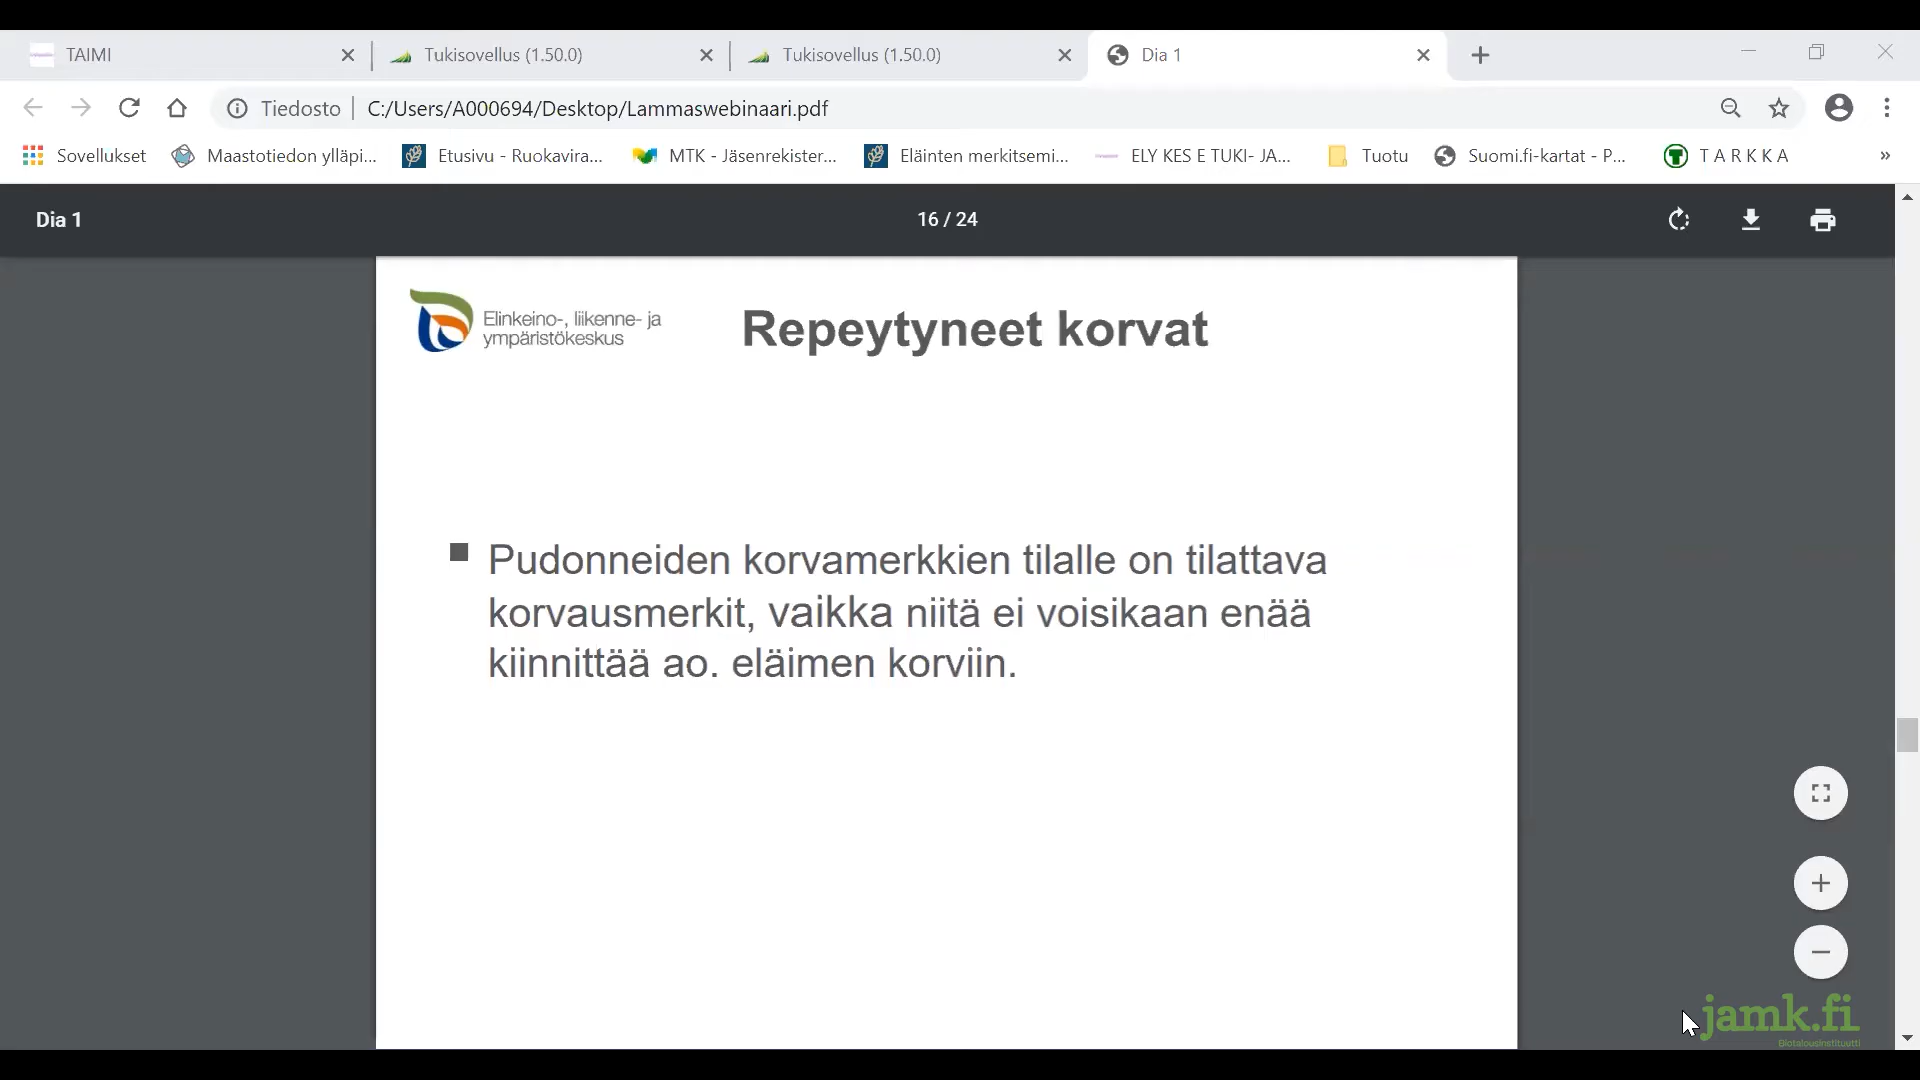 TAIMI
Tukisovellus (1.50.0)
Tukisovellus (1.50.0)
Dia 1
Tiedosto
C:/Users/A000694/Desktop/Lammaswebinaari.pdf
Sovellukset
Maastotiedon ylläpi...
Etusivu - Ruokavira...
MTK - Jäsenrekister...
Eläinten merkitsemi...
ELY KES E TUKI- JA...
Tuotu
Suomi.fi-kartat - P...
T A R K K A
»
Dia 1
16 / 24
Elinkeino-, liikenne- ja
ympäristökeskus
Repeytyneet korvat
Pudonneiden korvamerkkien tilalle on tilattava
korvausmerkit, vaikka niitä ei voisikaan enää
kiinnittää ao. eläimen korviin.
jamk.fi
Biotalousinstituutti